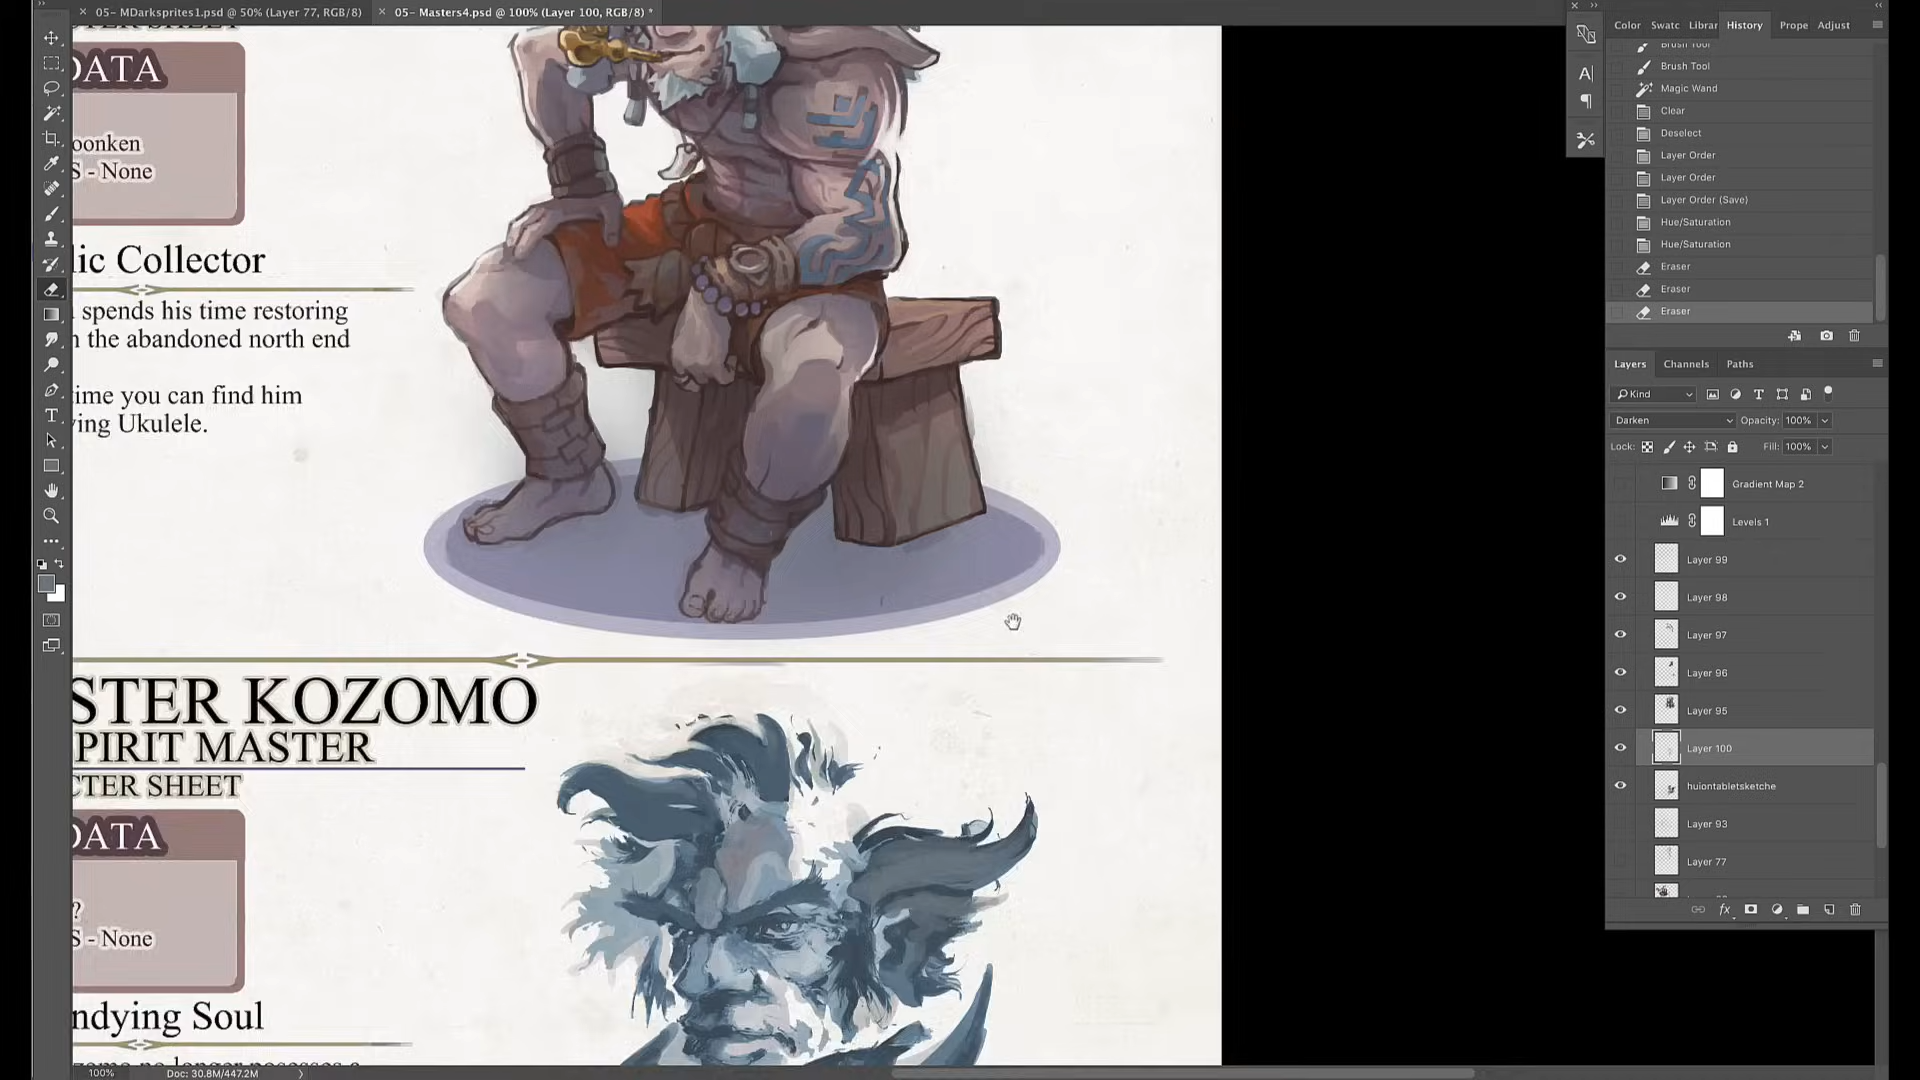 05- MDarksprites1.psd @ 50% (Layer 77, RGB/8)
05- Masters4.psd @ 100% (Layer 100, RGB/8) *
DATA
oonken
S - None
lic Collector
spends his time restoring
n the abandoned north end
time you can find him
ying Ukulele.
STER KOZOMO
PIRIT MASTER
CTER SHEET
DATA
?
S - None
ndying Soul
100%
Doc: 30.8M/447.2M
Color
Swatc
Librar
History
Prope
Adjust
Brush Tool
Brush Tool
Magic Wand
Clear
Deselect
Layer Order
Layer Order
Layer Order (Save)
Hue/Saturation
Hue/Saturation
Eraser
Eraser
Eraser
Layers
Channels
Paths
Kind
Darken
Opacity: 100%
Lock:
Fill: 100%
Gradient Map 2
Levels 1
Layer 99
Layer 98
Layer 97
Layer 96
Layer 95
Layer 100
huiontabletsketche
Layer 93
Layer 77